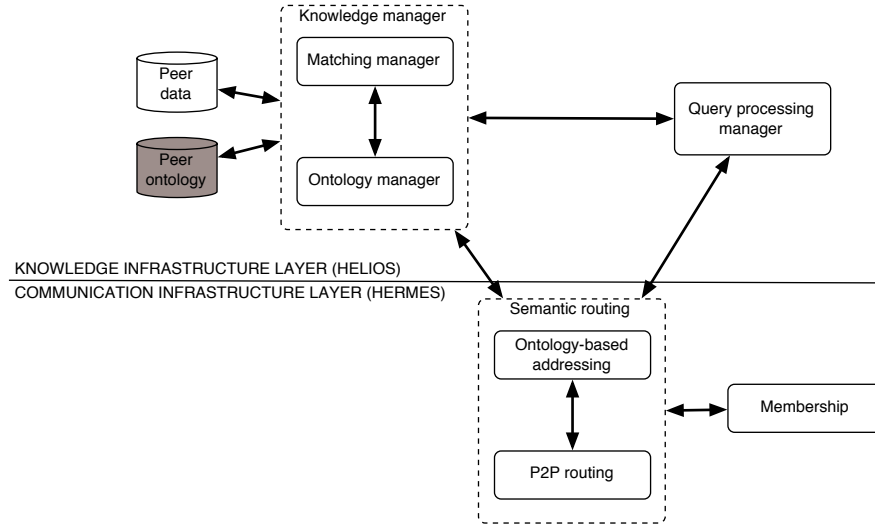 Knowledge manager
Matching manager
Peer
data
Query processing
manager
Peer
ontology
Ontology manager
KNOWLEDGE INFRASTRUCTURE LAYER (HELIOS)
COMMUNICATION INFRASTRUCTURE LAYER (HERMES)
Semantic routing
Ontology-based
addressing
Membership
P2P routing